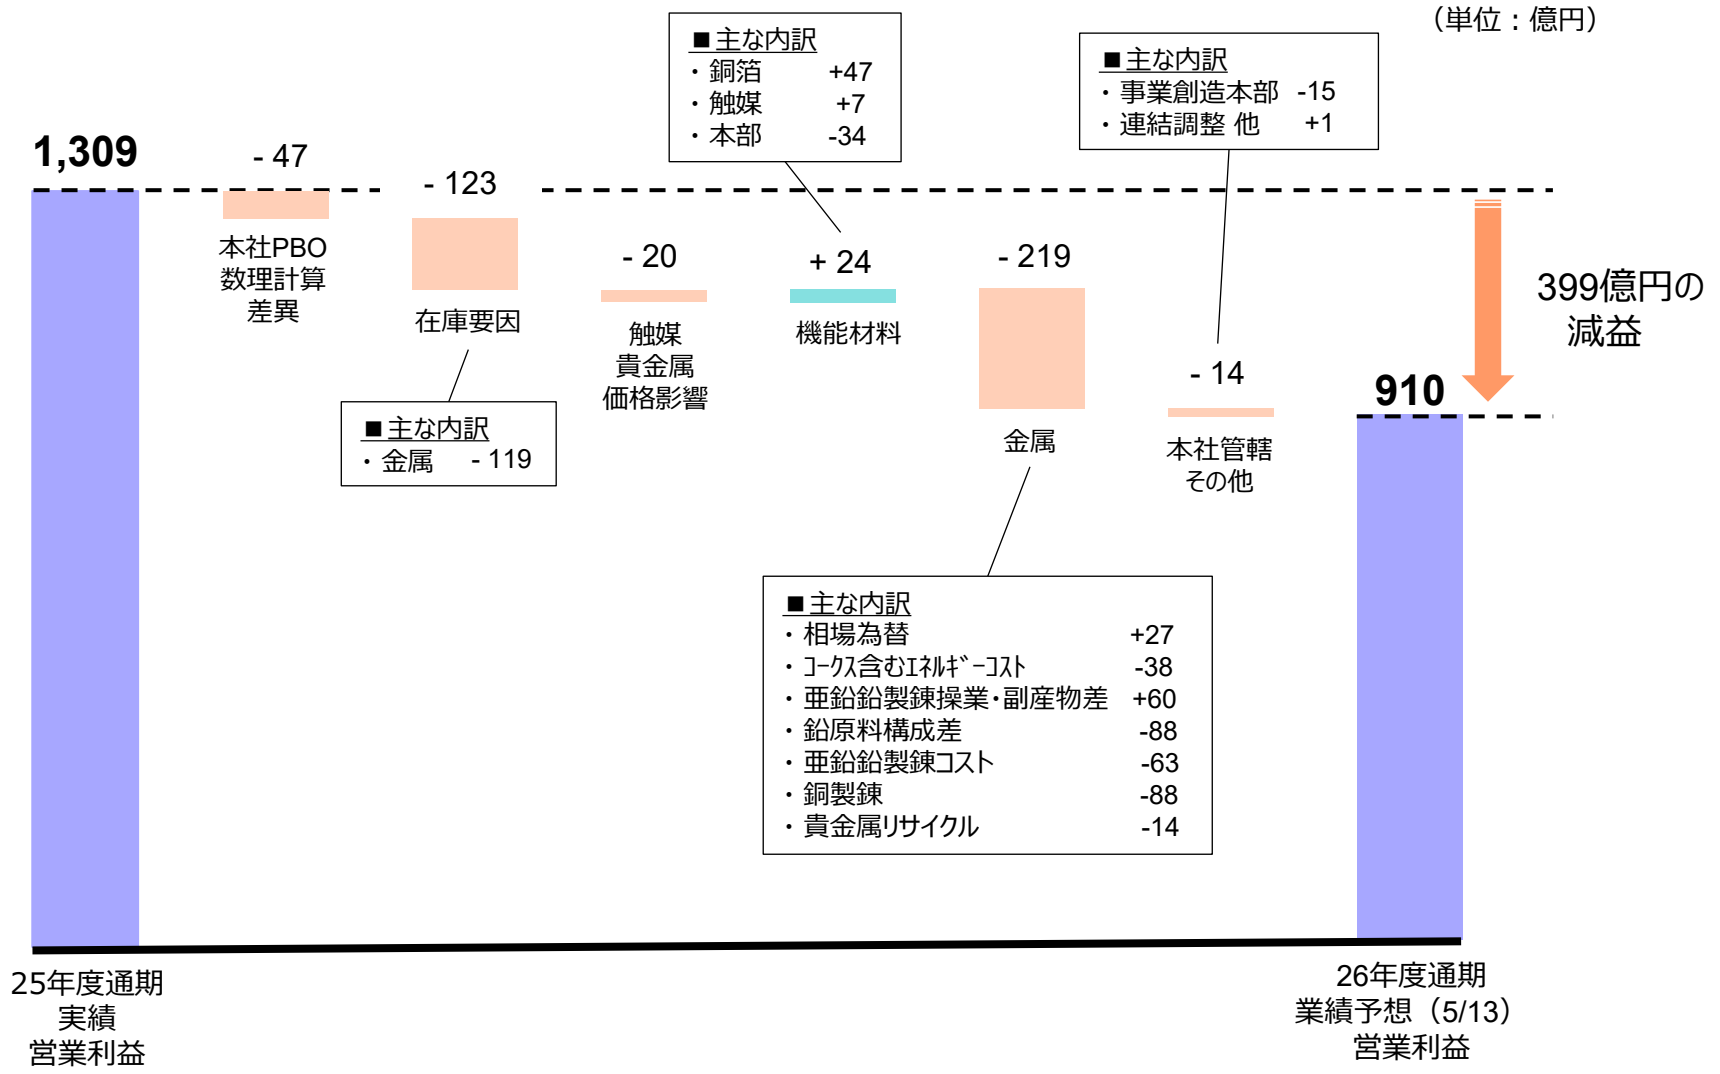 （単位：億円）
■主な内訳
・銅箔 +47
・触媒 +7
・本部 -34
■主な内訳
・事業創造本部 -15
・連結調整 他 +1
1,309
- 47
本社PBO
数理計算
差異
- 123
在庫要因
■主な内訳
・金属 - 119
- 20
触媒
貴金属
価格影響
+ 24
機能材料
- 219
金属
- 14
本社管轄
その他
399億円の
減益
910
■主な内訳
・相場為替 +27
・ｺｰｸｽ含むｴﾈﾙｷﾞｰｺｽﾄ -38
・亜鉛鉛製錬操業・副産物差 +60
・鉛原料構成差 -88
・亜鉛鉛製錬コスト -63
・銅製錬 -88
・貴金属リサイクル -14
25年度通期
実績
営業利益
26年度通期
業績予想（5/13）
営業利益